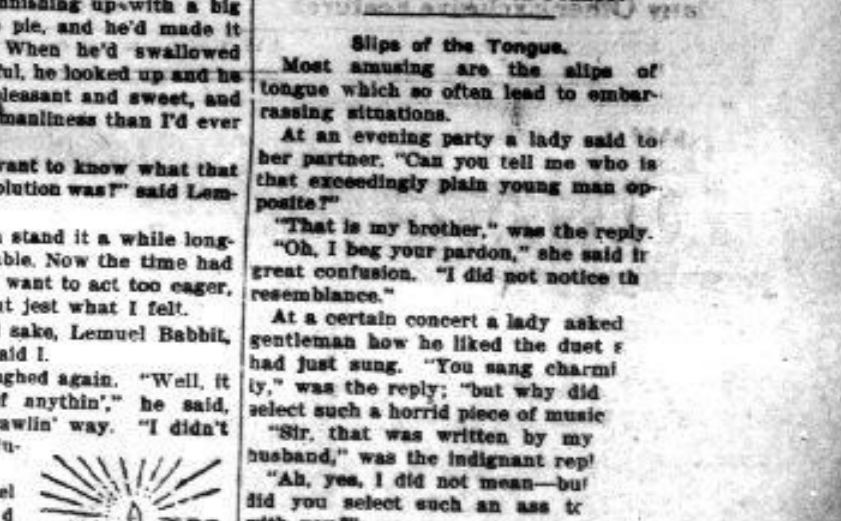 up with a big
pie, and he'd made it
When he'd swallowed
he looked up and he
pleasant and sweet, and
manliness than I'd ever
want to know what that
was?" said Lem-
stand it a while long-
Now the time had
want to act too eager,
jest what I felt.
sake, Lemuel Babbit,
said I.
again. "Well, it
anythin'," he said,
way. "I didn't
Slips of the Tongue.
Most amusing are the slips of
tongue which so often lead to embar-
rassing situations.
At an evening party a lady said to
her partner. "Can you tell me who is
that exceedingly plain young man op-
posite?"
"That is my brother," was the reply.
"Oh, I beg your pardon," she said in
great confusion. "I did not notice th
resemblance."
At a certain concert a lady asked
gentleman how he liked the duet s
had just sung. "You sang charmi
ly," was the reply; "but why did
select such a horrid piece of music
"Sir, that was written by my
husband," was the indignant repl
"Ah, yes, I did not mean—but
did you select such an ass to